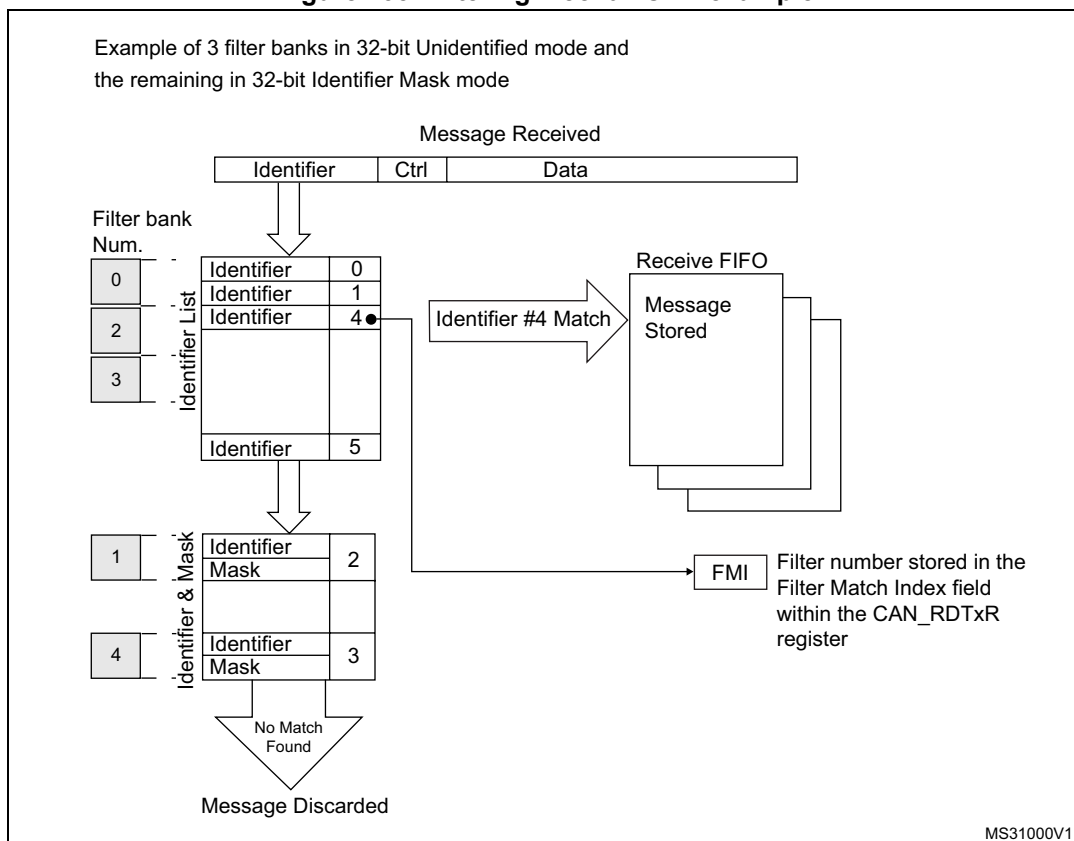 Example of 3 filter banks in 32-bit Unidentified mode and
the remaining in 32-bit Identifier Mask mode
Message Received
Identifier Ctrl Data
Filter bank
Num.
0
2
3
Identifier List
Identifier 0
Identifier 1
Identifier 4
Identifier 5
Identifier #4 Match
Receive FIFO
Message
Stored
1
4
Identifier & Mask
Identifier
Mask
2
Identifier
Mask
3
FMI
Filter number stored in the
Filter Match Index field
within the CAN_RDTxR
register
No Match
Found
Message Discarded
MS31000V1